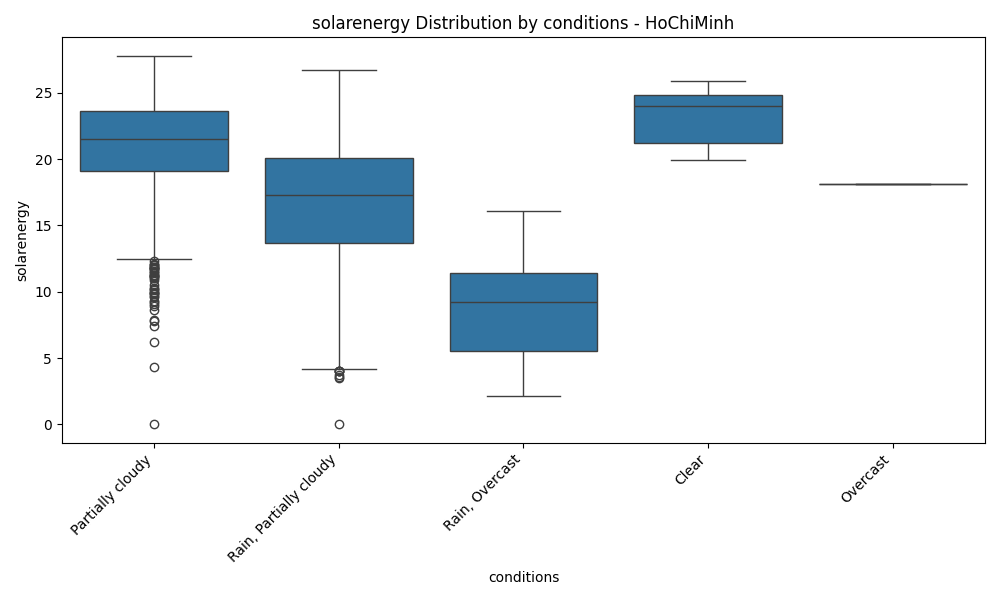 solarenergy Distribution by conditions - HoChiMinh
solarenergy
25
20
15
10
5
0
Partially cloudy
Rain, Partially cloudy
Rain, Overcast
Clear
Overcast
conditions